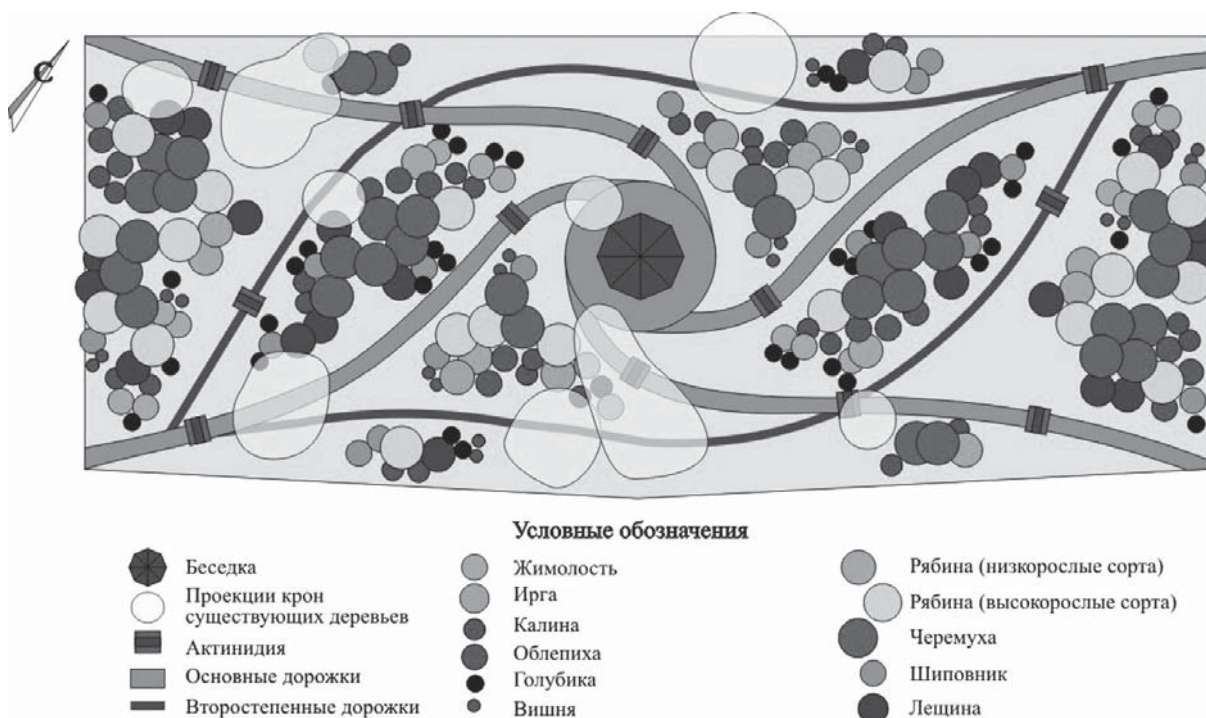 С
Условные обозначения
Беседка
Проекции крон
существующих деревьев
Актинидия
Основные дорожки
Второстепенные дорожки
Жимолость
Ирга
Калина
Облепиха
Голубика
Вишня
Рябина (низкорослые сорта)
Рябина (высокорослые сорта)
Черемуха
Шиповник
Лещина